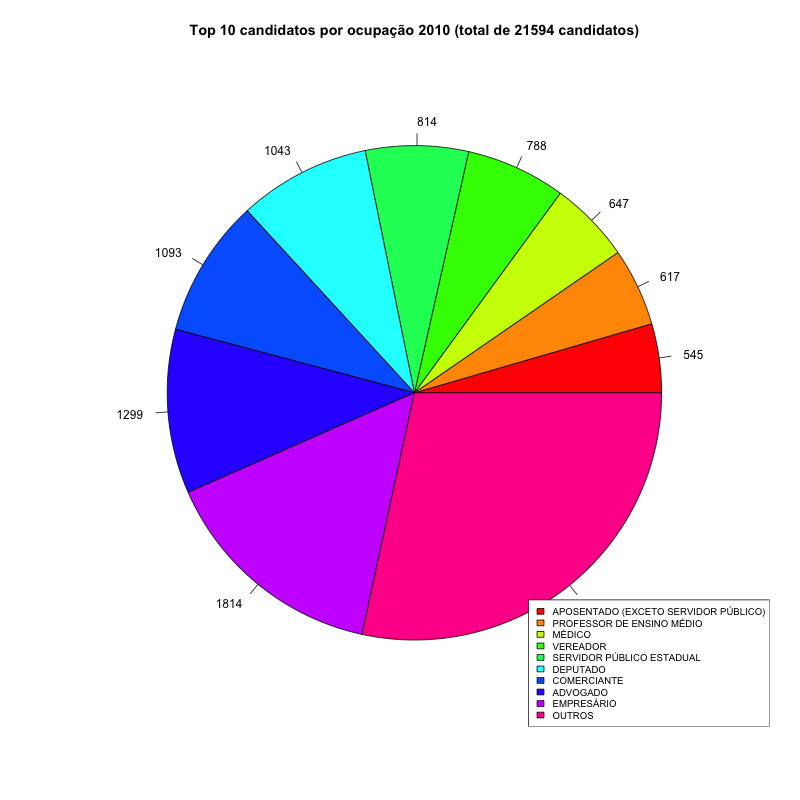 Top 10 candidatos por ocupação 2010 (total de 21594 candidatos)
814
788
1043
647
1093
617
545
1299
1814
APOSENTADO (EXCETO SERVIDOR PÚBLICO)
PROFESSOR DE ENSINO MÉDIO
MÉDICO
VEREADOR
SERVIDOR PÚBLICO ESTADUAL
DEPUTADO
COMERCIANTE
ADVOGADO
EMPRESÁRIO
OUTROS